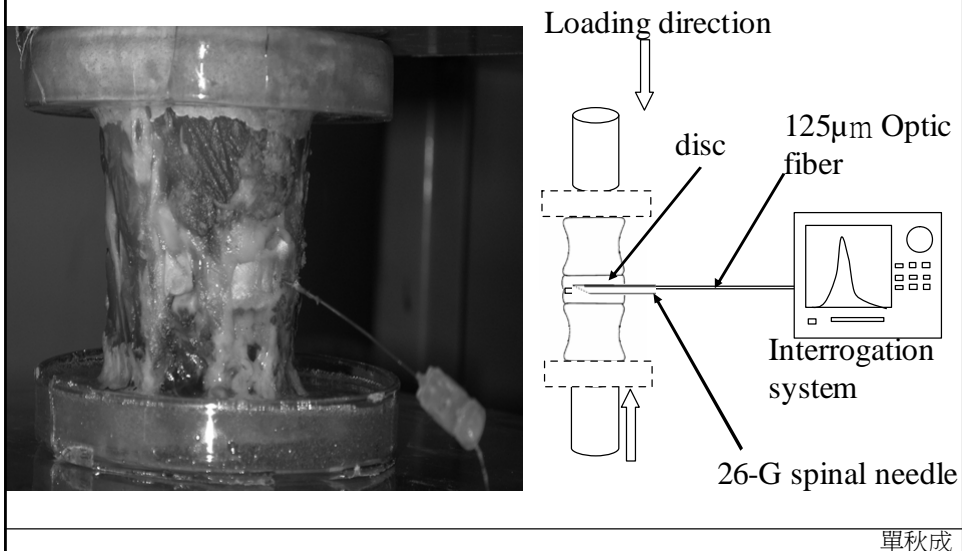 Loading direction
disc
125μm Optic
fiber
Interrogation
system
26-G spinal needle
單秋成